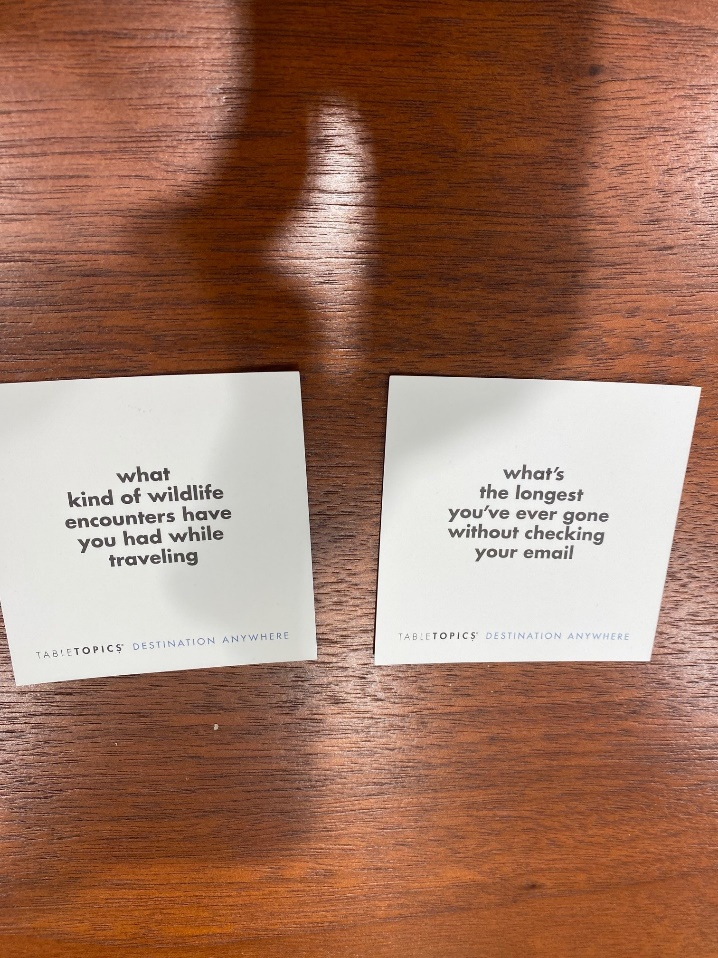 what
kind of wildlife
encounters have
you had while
traveling
TABLETOPICS® DESTINATION ANYWHERE
what's
the longest
you've ever gone
without checking
your email
TABLETOPICS® DESTINATION ANYWHERE